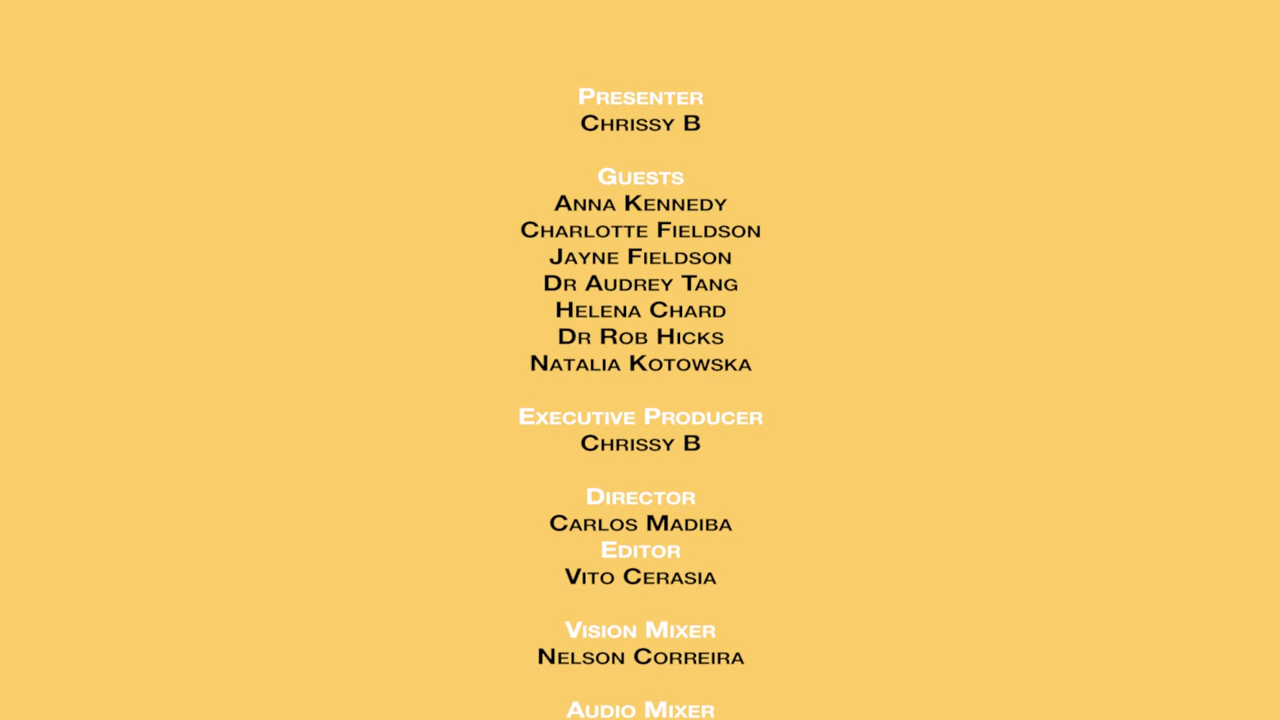 Presenter
Chrissy B
Guests
Anna Kennedy
Charlotte Fieldson
Jayne Fieldson
Dr Audrey Tang
Helena Chard
Dr Rob Hicks
Natalia Kotowska
Executive Producer
Chrissy B
Director
Carlos Madiba
Editor
Vito Cerasia
Vision Mixer
Nelson Correira
Audio Mixer